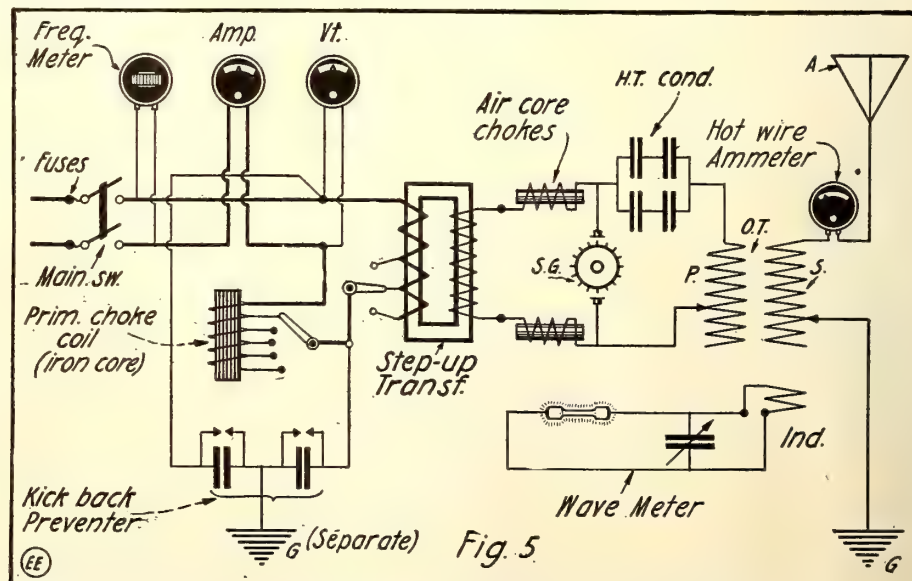 Freq.
Meter
Amp.
Vt.
Air core
chokes
H.T. cond.
A
Hot wire
Ammeter
Fuses
Main sw.
S.G.
O.T.
P.
S.
Prim. choke
coil
(iron core)
Step-up
Transf.
Ind.
Wave Meter
Kick back
Preventer
G (Séparate)
Fig. 5
G
EE